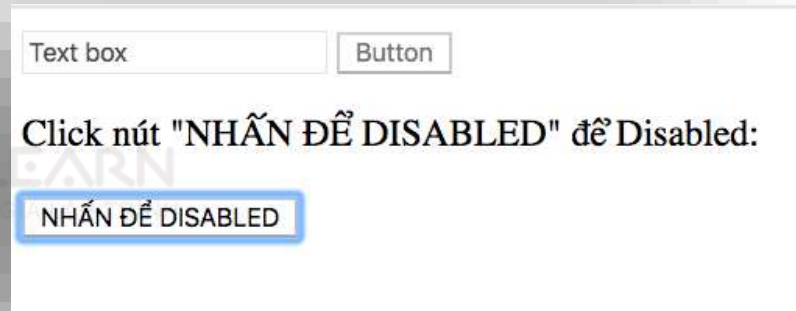 Text box Button
Click nút "NHẤN ĐỂ DISABLED" để Disabled:
NHẤN ĐỂ DISABLED